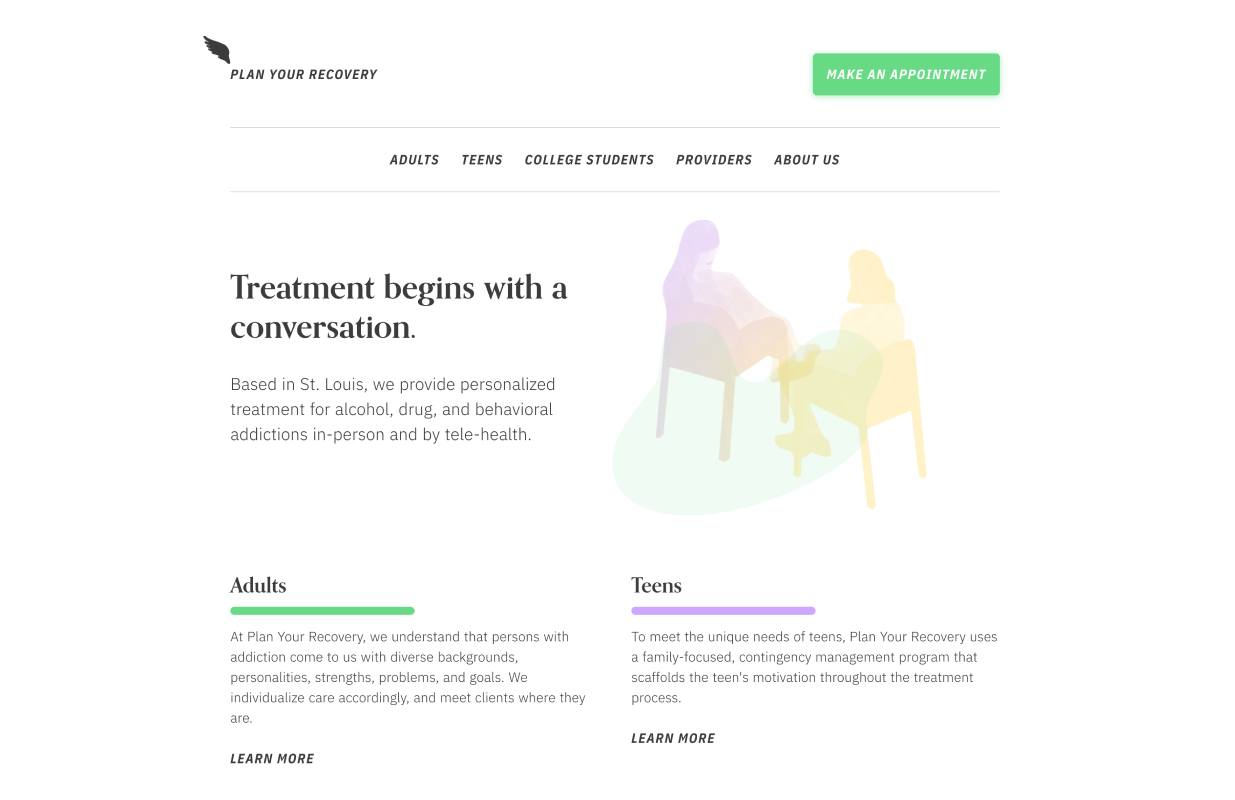 PLAN YOUR RECOVERY
MAKE AN APPOINTMENT
ADULTS TEENS COLLEGE STUDENTS PROVIDERS ABOUT US
Treatment begins with a
conversation.
Based in St. Louis, we provide personalized
treatment for alcohol, drug, and behavioral
addictions in-person and by tele-health.
Adults
At Plan Your Recovery, we understand that persons with
addiction come to us with diverse backgrounds,
personalities, strengths, problems, and goals. We
individualize care accordingly, and meet clients where they
are.
LEARN MORE
Teens
To meet the unique needs of teens, Plan Your Recovery uses
a family-focused, contingency management program that
scaffolds the teen's motivation throughout the treatment
process.
LEARN MORE